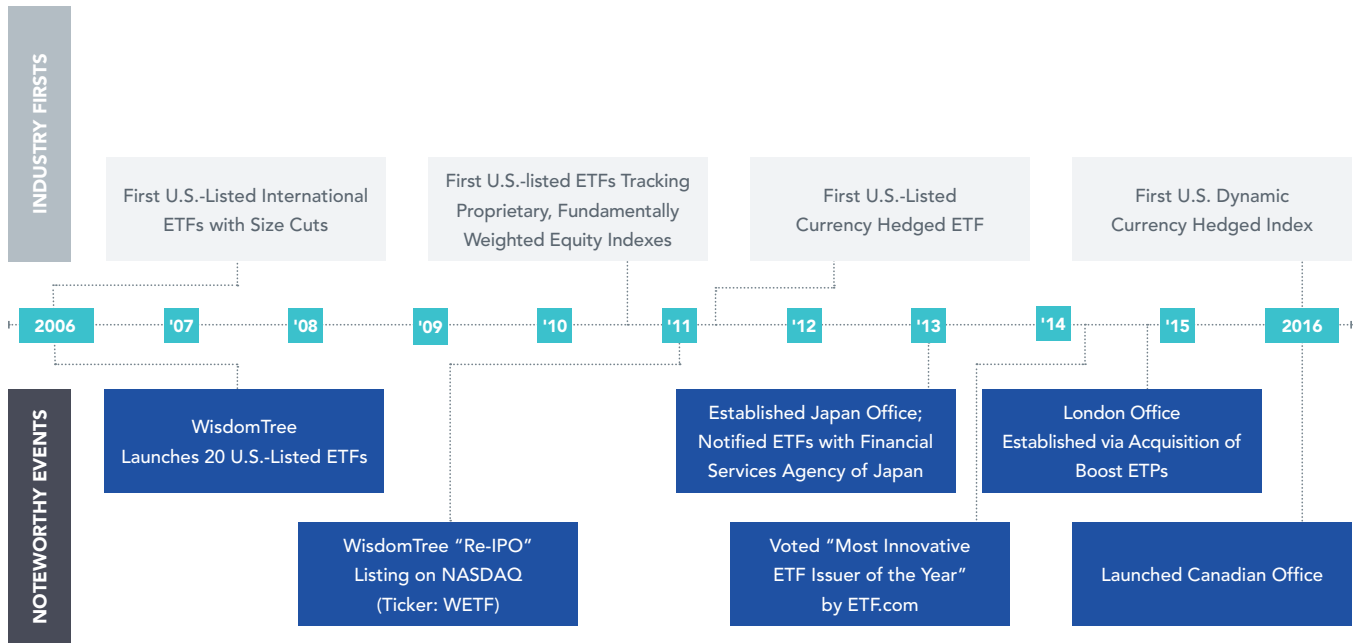 INDUSTRY FIRSTS
First U.S.-Listed International
ETFs with Size Cuts
First U.S.-listed ETFs Tracking
Proprietary, Fundamentally
Weighted Equity Indexes
First U.S.-Listed
Currency Hedged ETF
First U.S. Dynamic
Currency Hedged Index
2006
'07
'08
'09
'10
'11
'12
'13
'14
'15
2016
NOTEWORTHY EVENTS
WisdomTree
Launches 20 U.S.-Listed ETFs
Established Japan Office;
Notified ETFs with Financial
Services Agency of Japan
London Office
Established via Acquisition of
Boost ETPs
WisdomTree “Re-IPO”
Listing on NASDAQ
(Ticker: WETF)
Voted “Most Innovative
ETF Issuer of the Year”
by ETF.com
Launched Canadian Office